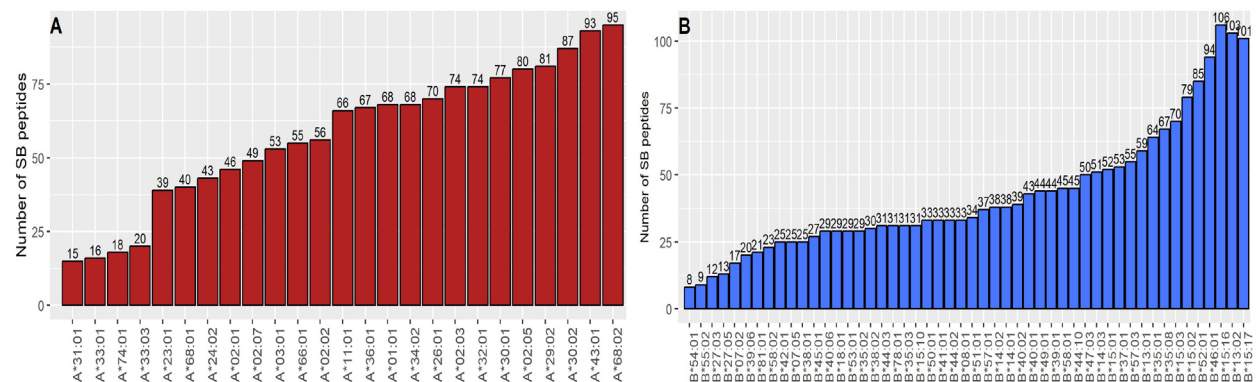 A
Number of SB peptides
75
50
25
0
15 16 18 20 39 40 43 46 49 53 55 56 66 67 68 68 70 74 74 77 80 81 87 93 95
A*31:01
A*33:01
A*74:01
A*33:03
A*23:01
A*68:01
A*24:02
A*02:01
A*02:07
A*03:01
A*66:01
A*02:02
A*11:01
A*36:01
A*01:01
A*34:02
A*26:01
A*02:03
A*32:01
A*30:01
A*02:05
A*29:02
A*30:02
A*43:01
A*68:02
B
Number of SB peptides
100
75
50
25
0
8 9 12 13 17 20 21 23 25 25 25 27 29 29 29 29 30 31 31 31 31 33 33 33 33 34 37 38 38 39 43 44 44 45 45 50 51 52 53 55 59 64 67 70 79 85 94 106 103 101
B*54:01
B*55:02
B*27:03
B*27:05
B*07:02
B*39:06
B*81:01
B*58:02
B*42:01
B*07:05
B*38:01
B*45:01
B*40:06
B*18:01
B*53:01
B*35:02
B*38:02
B*44:03
B*78:01
B*35:03
B*15:10
B*50:01
B*41:01
B*44:02
B*08:01
B*51:01
B*57:01
B*14:02
B*14:01
B*40:02
B*40:01
B*49:01
B*39:01
B*58:01
B*44:10
B*47:03
B*14:03
B*15:01
B*37:01
B*57:03
B*13:01
B*35:01
B*35:08
B*15:03
B*15:02
B*52:01
B*46:01
B*15:16
B*13:02
B*15:17